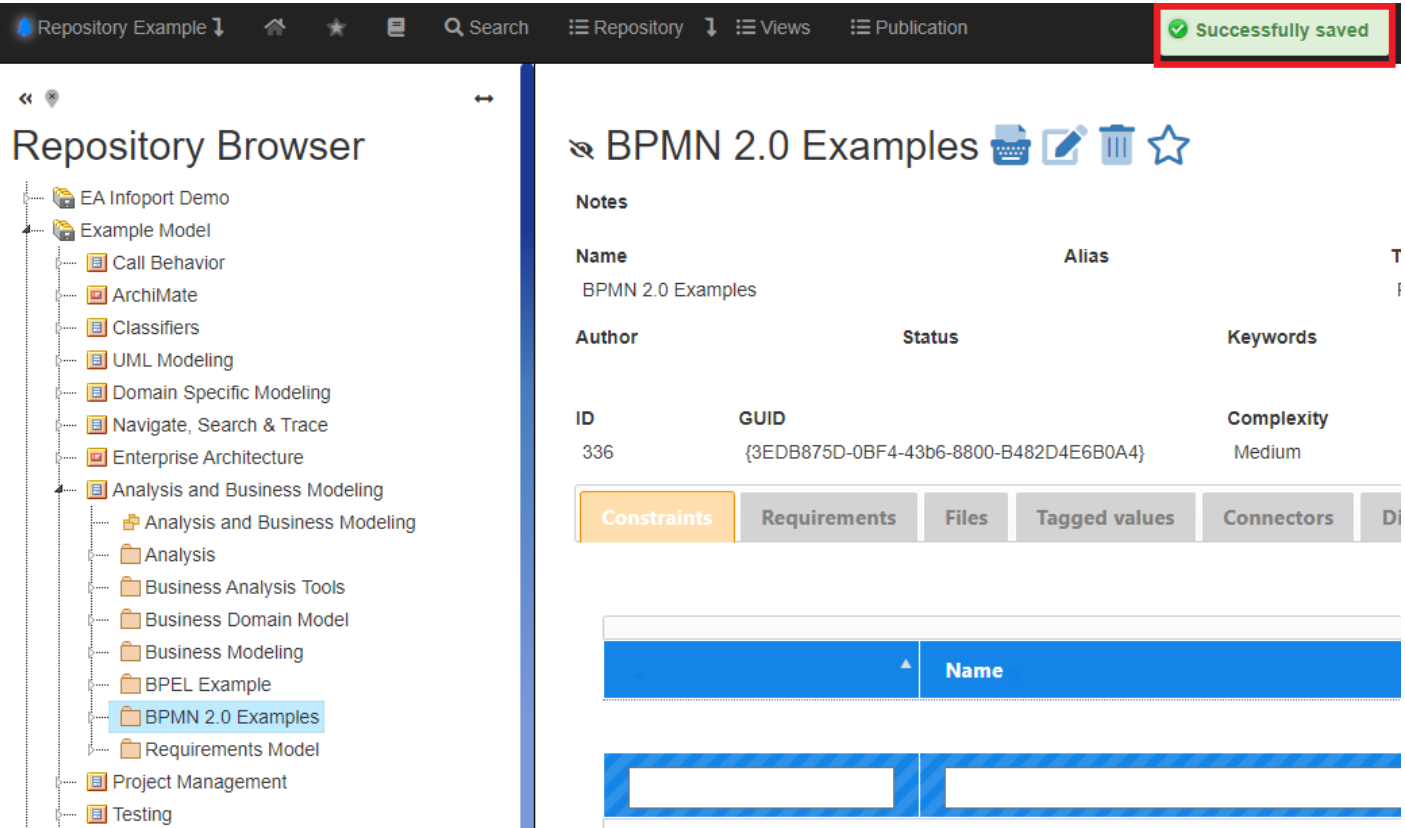 Repository Example Search Repository Views Publication Successfully saved
Repository Browser
EA Infoport Demo
Example Model
Call Behavior
ArchiMate
Classifiers
UML Modeling
Domain Specific Modeling
Navigate, Search & Trace
Enterprise Architecture
Analysis and Business Modeling
Analysis and Business Modeling
Analysis
Business Analysis Tools
Business Domain Model
Business Modeling
BPEL Example
BPMN 2.0 Examples
Requirements Model
Project Management
Testing
BPMN 2.0 Examples
Notes
Name Alias
BPMN 2.0 Examples
Author Status Keywords
ID GUID Complexity
336 {3EDB875D-0BF4-43b6-8800-B482D4E6B0A4} Medium
Constraints Requirements Files Tagged values Connectors
Name